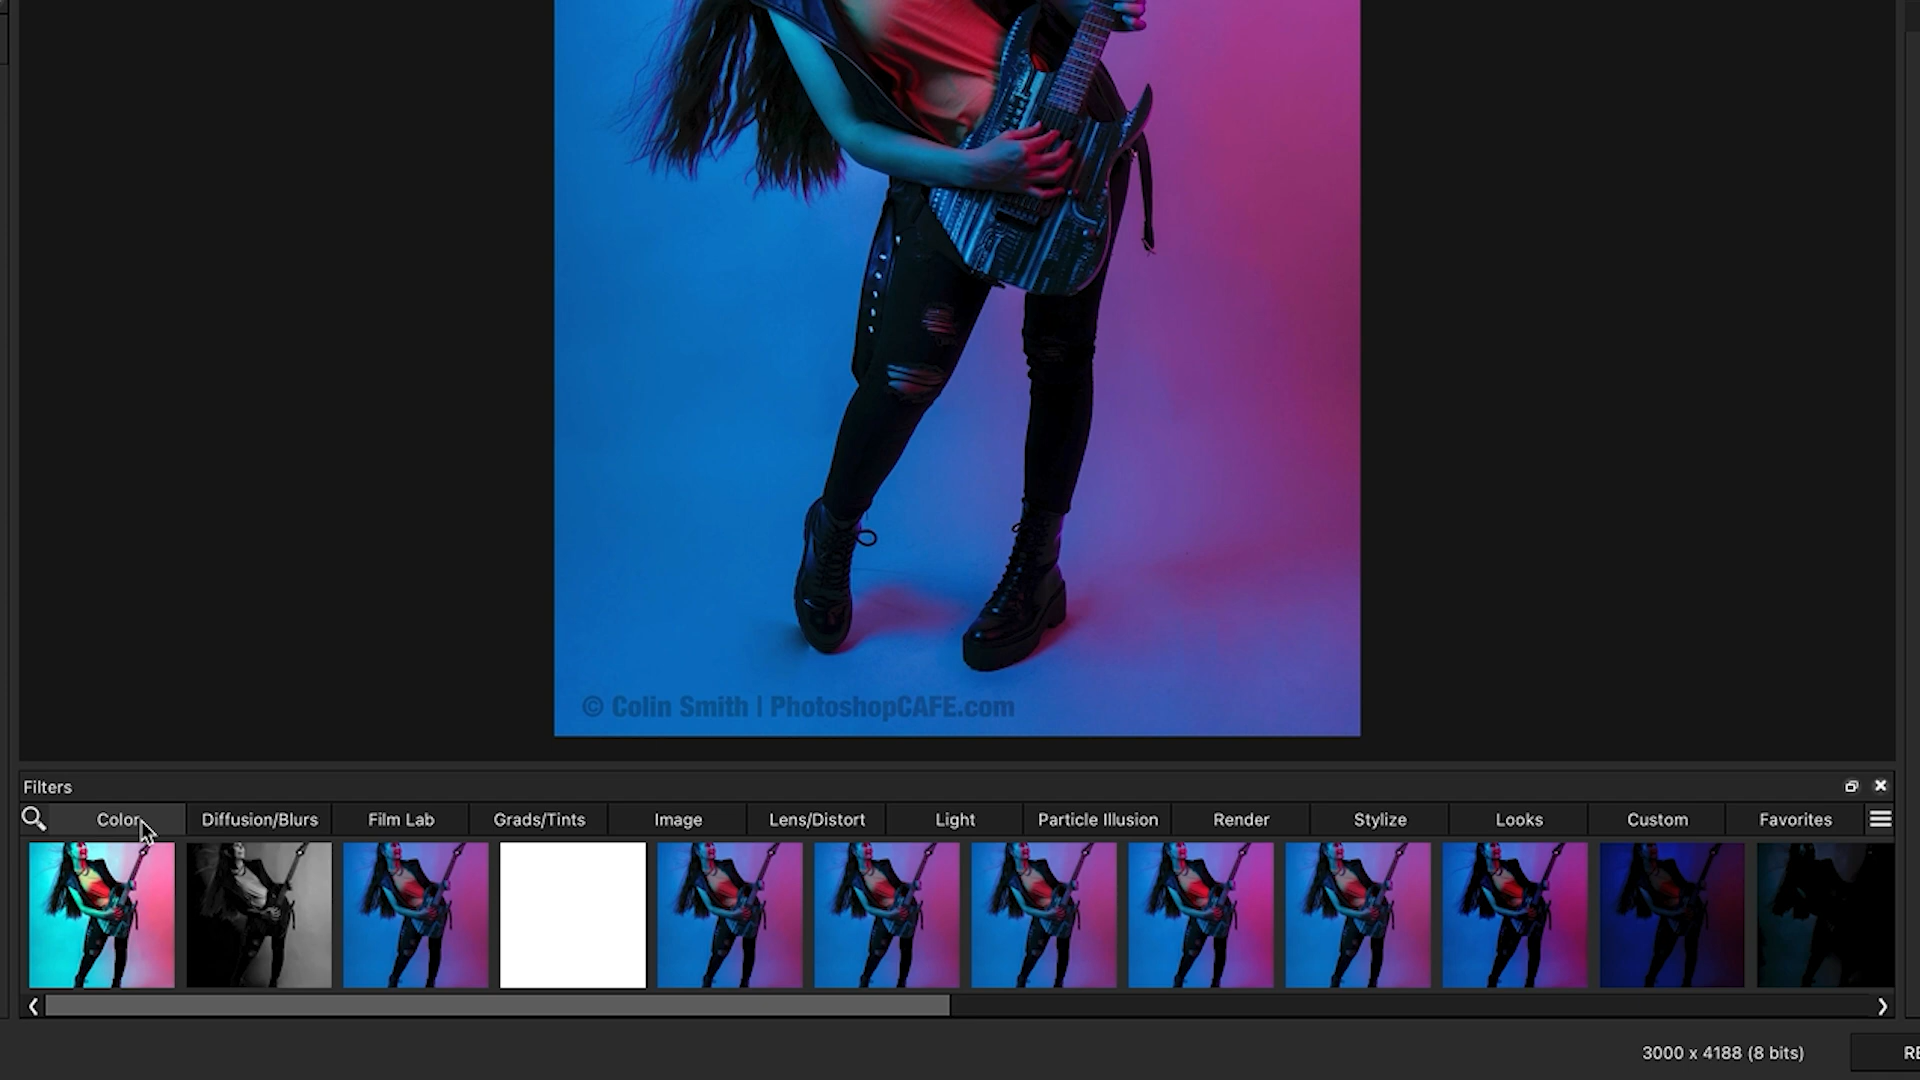 © Colin Smith | PhotoshopCAFE.com
Filters
Color
Diffusion/Blurs
Film Lab
Grads/Tints
Image
Lens/Distort
Light
Particle Illusion
Render
Stylize
Looks
Custom
Favorites
3000 x 4188 (8 bits)
RE